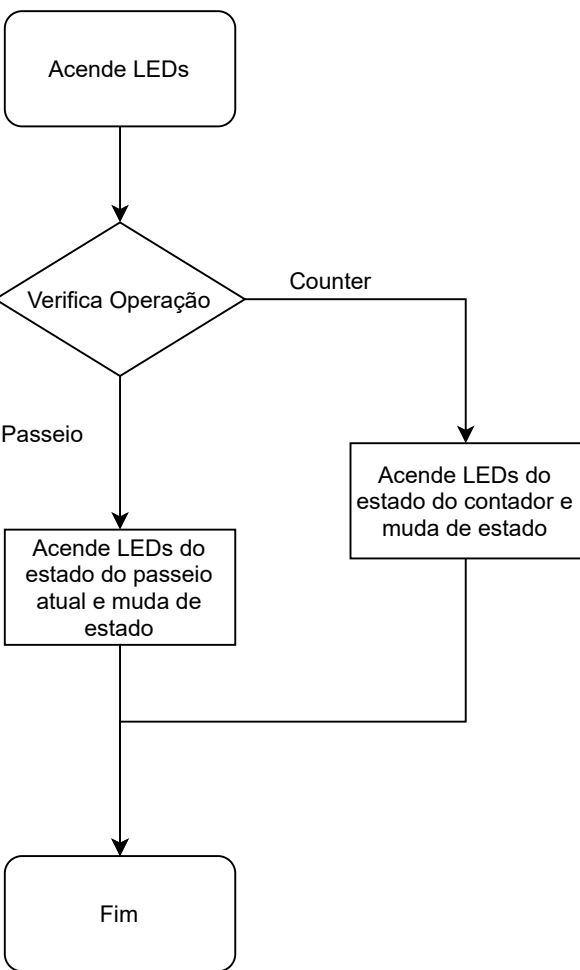 Acende LEDs
Verifica Operação
Counter
Passeio
Acende LEDs do
estado do contador e
muda de estado
Acende LEDs do
estado do passeio
atual e muda de
estado
Fim